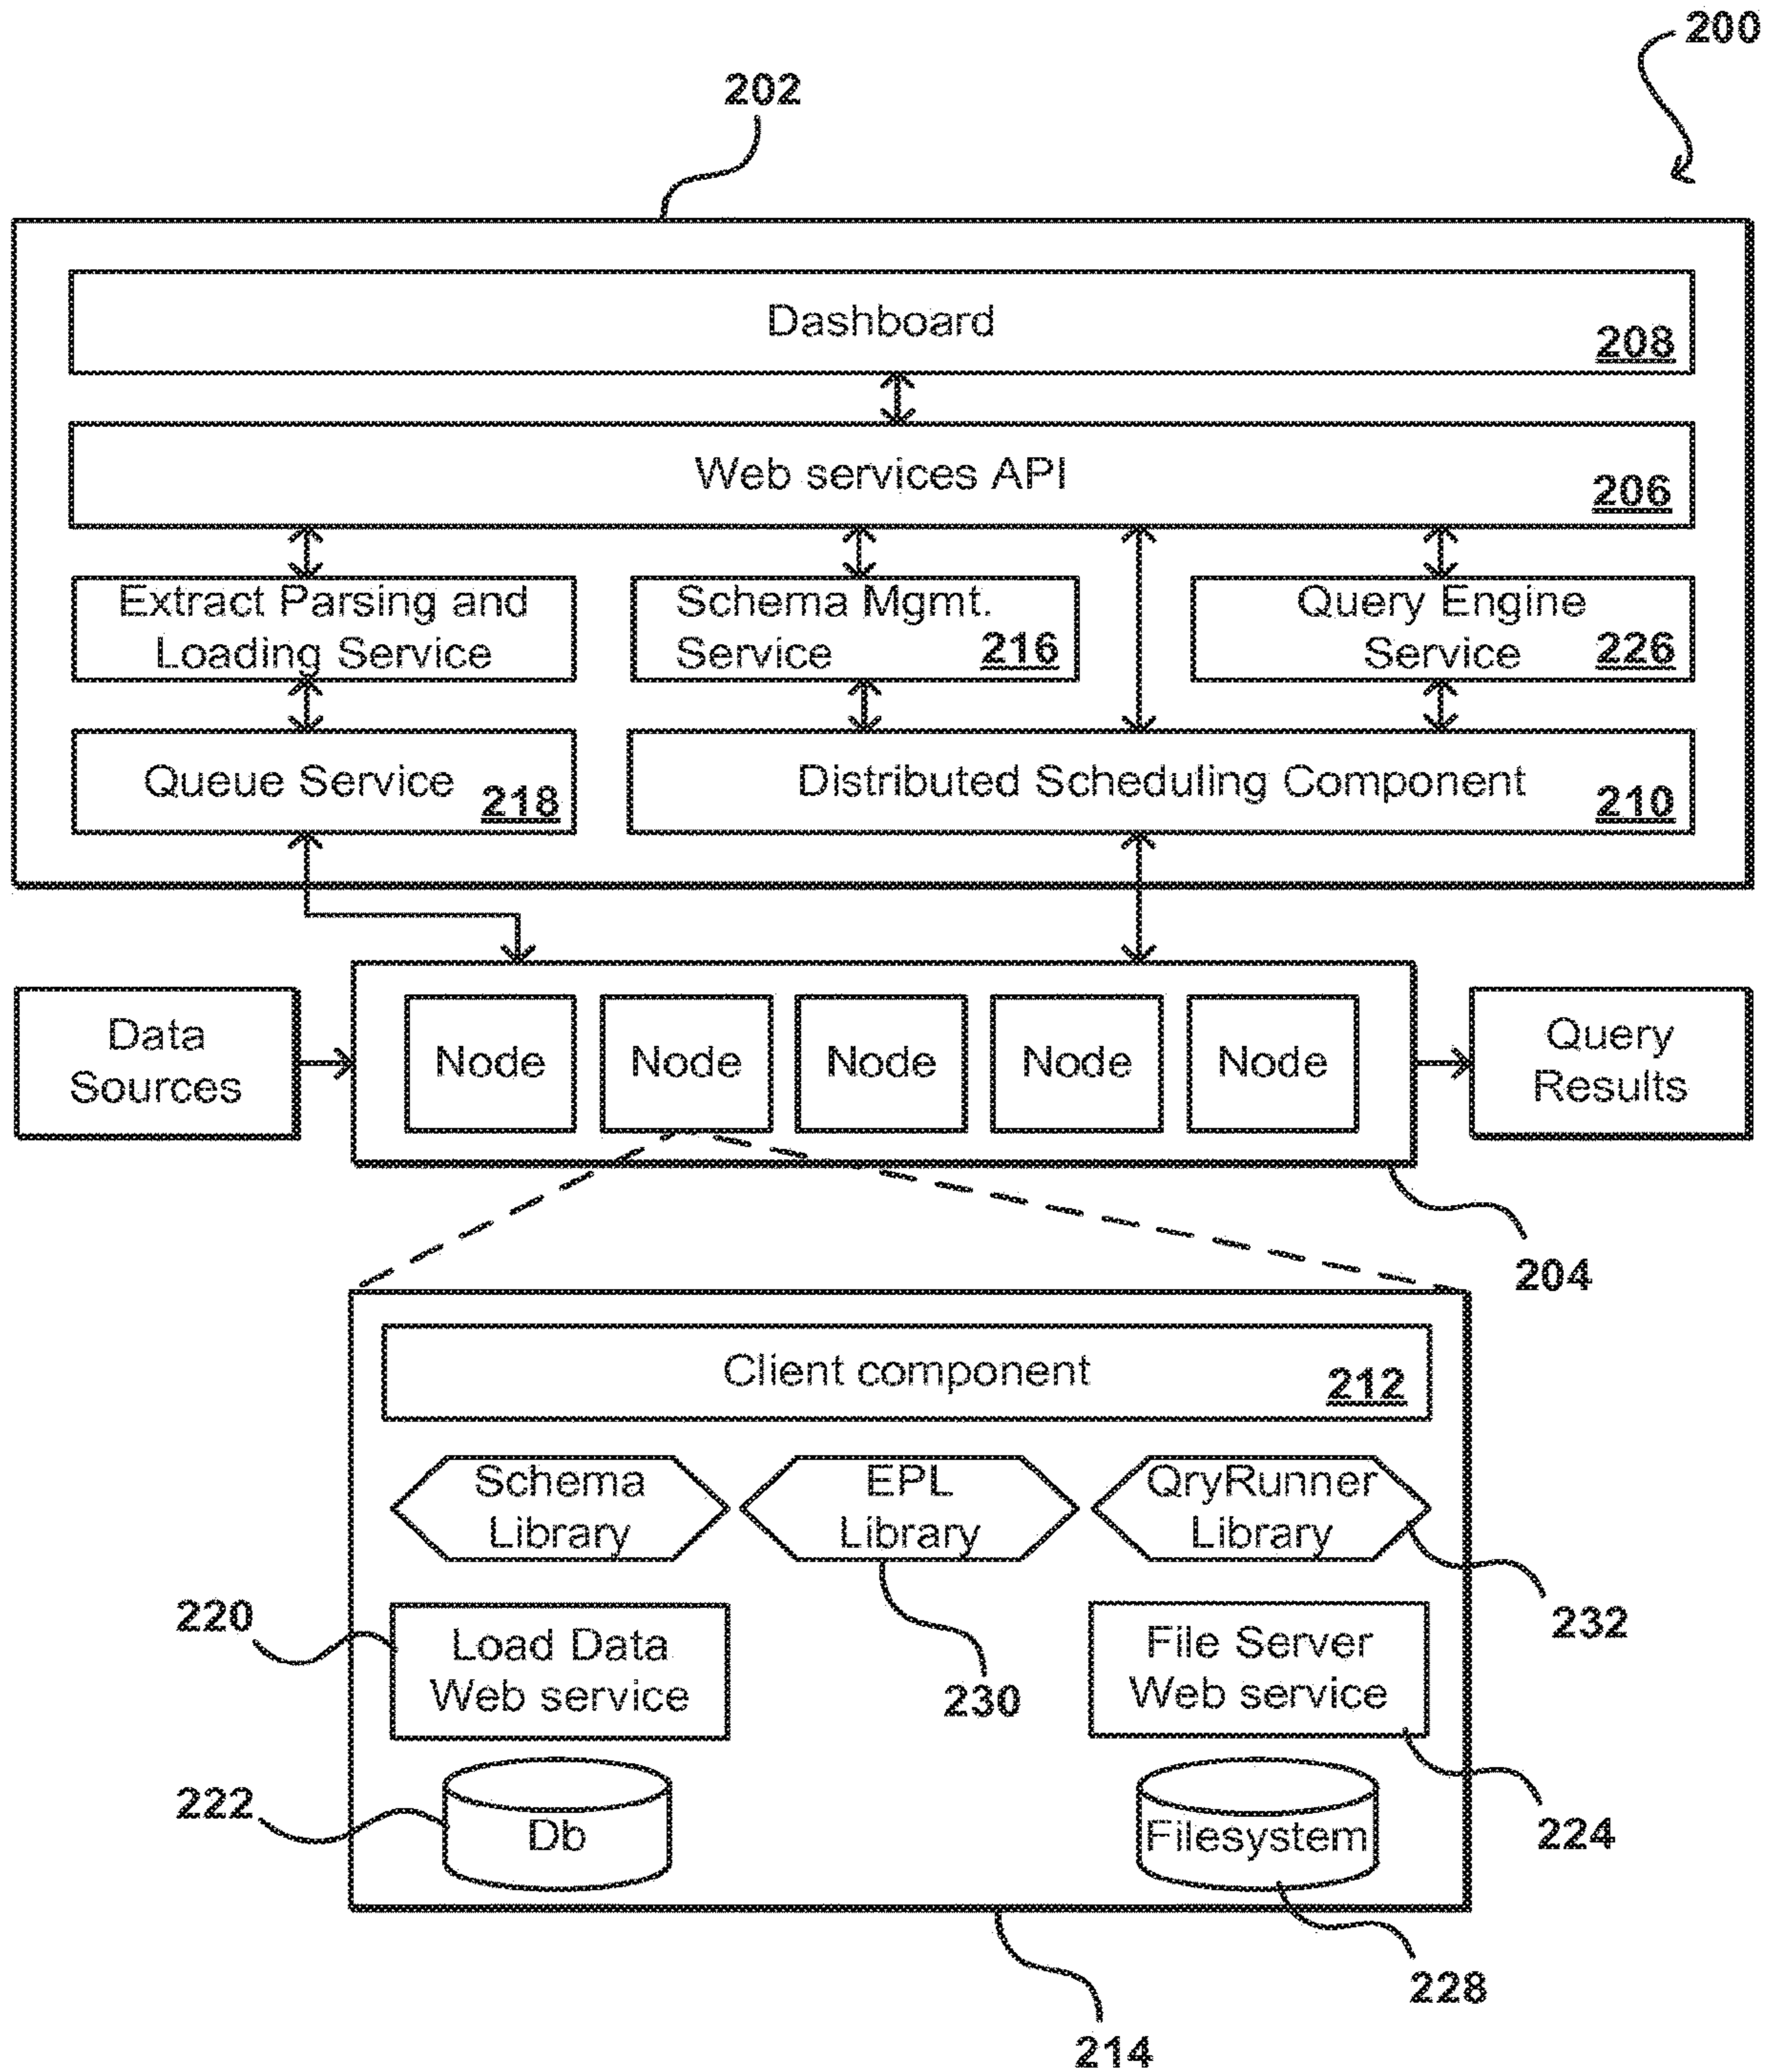 200
202
Dashboard
208
Web services API
206
Extract Parsing and
Loading Service
Schema Mgmt.
Service
216
Query Engine
Service
226
Queue Service
218
Distributed Scheduling Component
210
Data
Sources
Node
Node
Node
Node
Node
Query
Results
204
Client component
212
Schema
Library
EPL
Library
QryRunner
Library
220
Load Data
Web service
230
File Server
Web service
232
222
Db
Filesystem
224
228
214